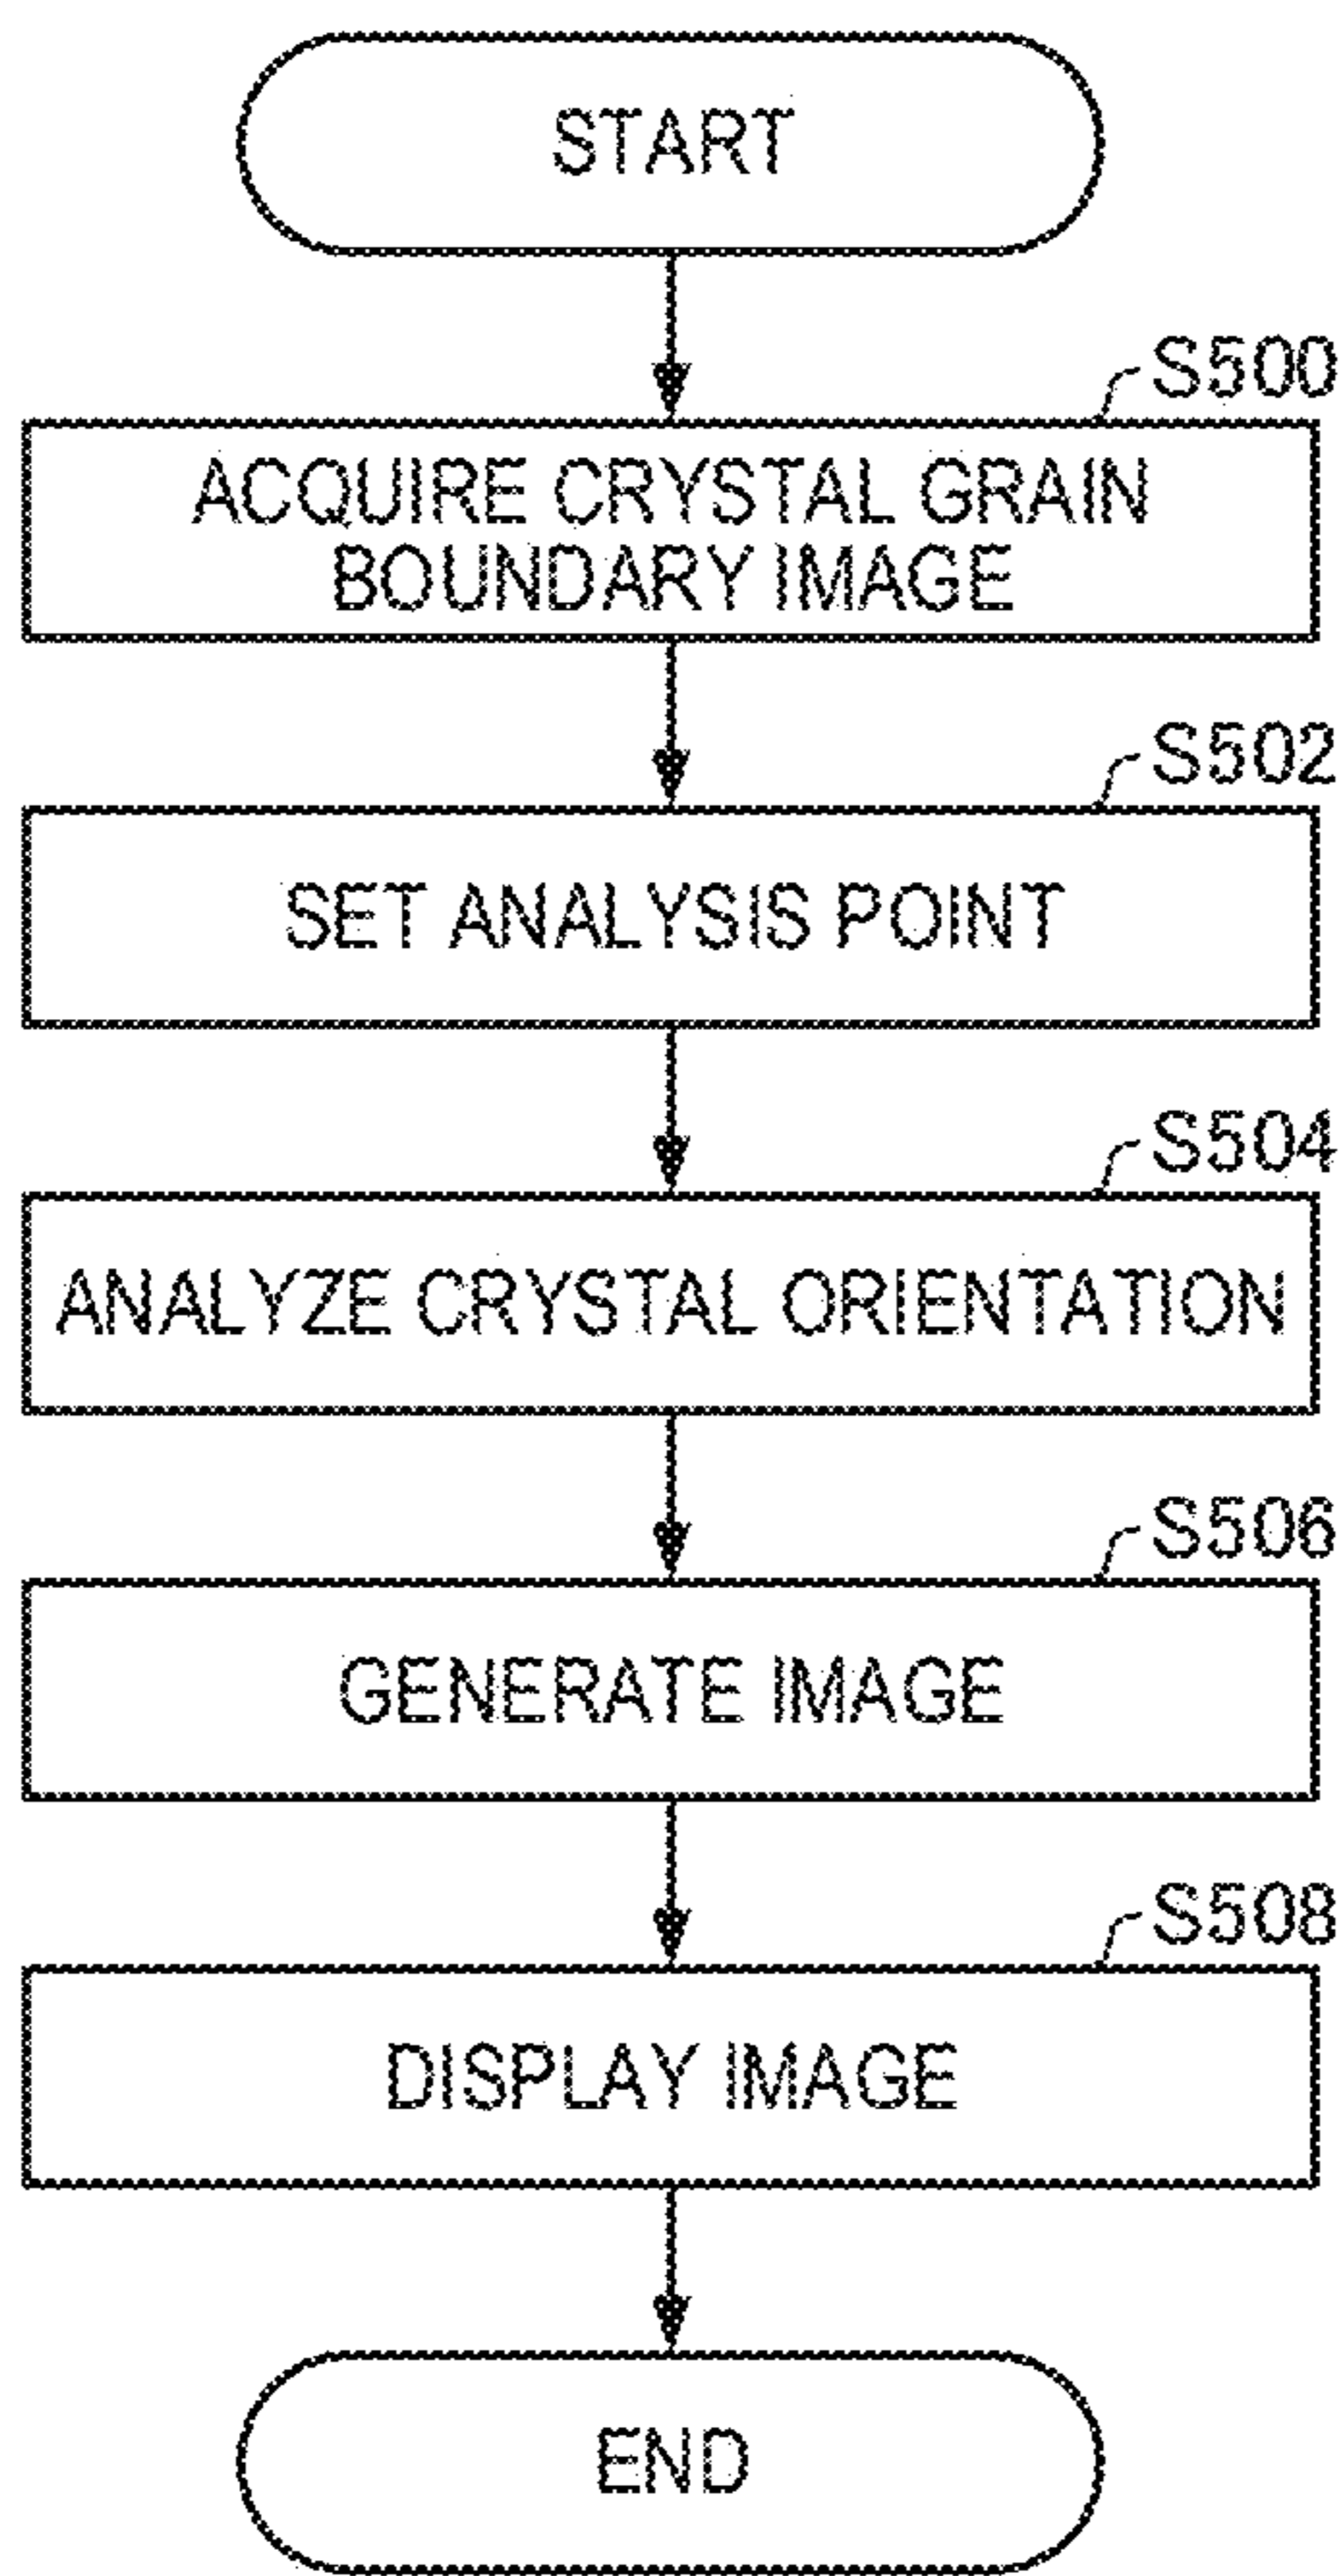 START
S500
ACQUIRE CRYSTAL GRAIN
BOUNDARY IMAGE
S502
SET ANALYSIS POINT
S504
ANALYZE CRYSTAL ORIENTATION
S506
GENERATE IMAGE
S508
DISPLAY IMAGE
END